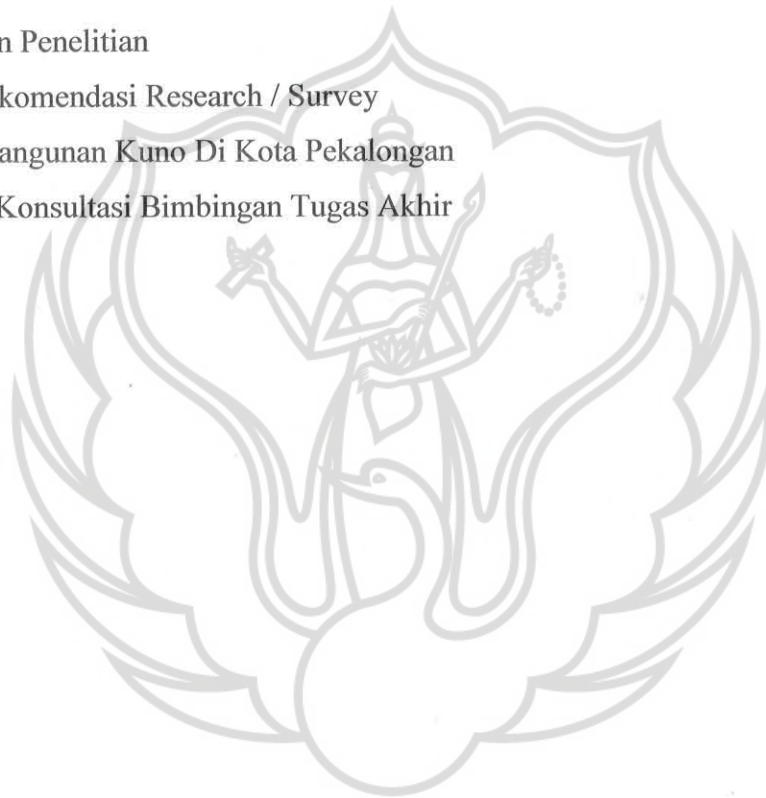 n Penelitian
komendasi Research / Survey
angunan Kuno Di Kota Pekalongan
Konsultasi Bimbingan Tugas Akhir